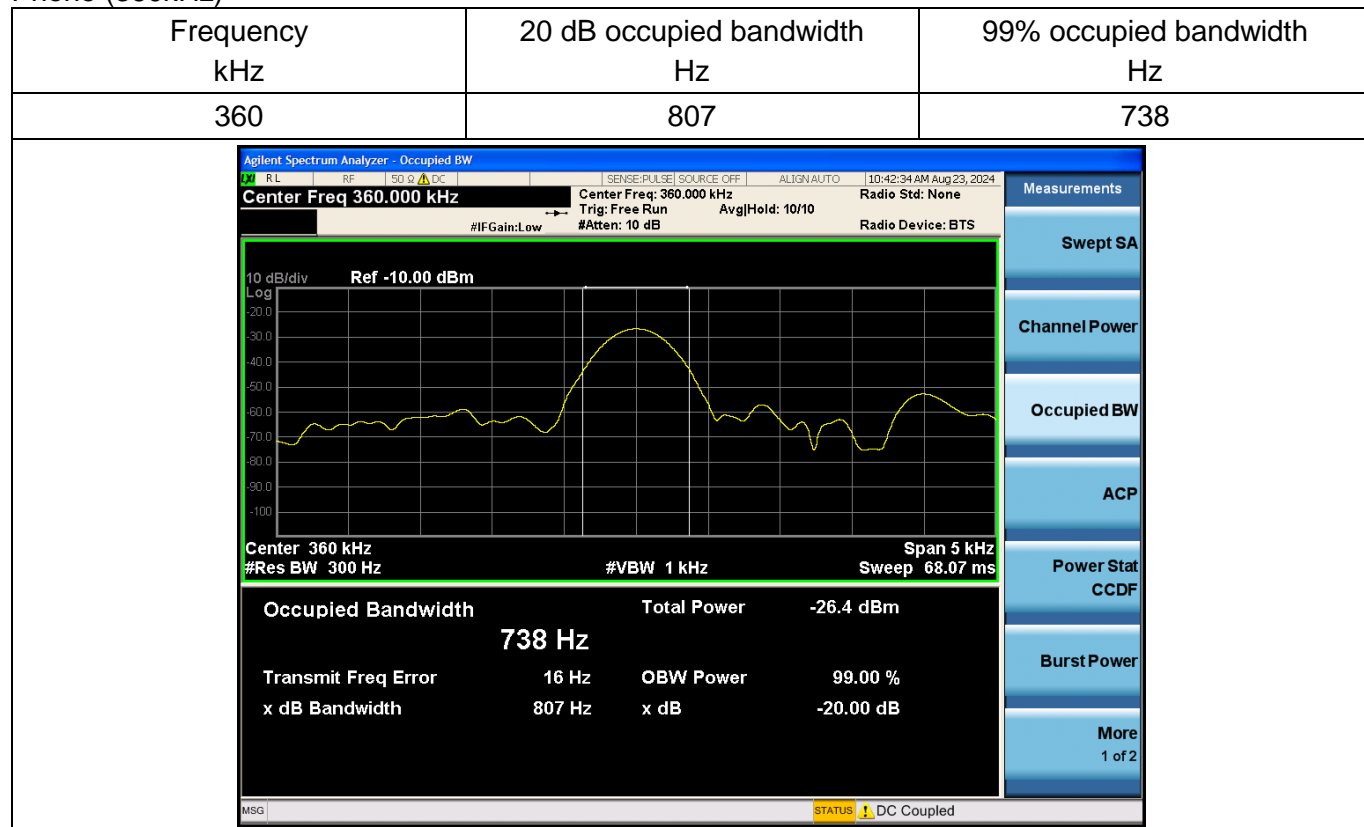 Frequency
kHz
20 dB occupied bandwidth
Hz
99% occupied bandwidth
Hz
360
807
738
Agilent Spectrum Analyzer - Occupied BW
LXI RL RF 50 Ω DC SENSE:PULSE SOURCE OFF ALIGN AUTO 10:42:34 AM Aug 23, 2024
Center Freq 360.000 kHz
Center Freq: 360.000 kHz
Radio Std: None
Trig: Free Run Avg|Hold: 10/10
#IFGain:Low
#Atten: 10 dB
Radio Device: BTS
10 dB/div Ref -10.00 dBm
Log
-20.0
-30.0
-40.0
-50.0
-60.0
-70.0
-80.0
-90.0
-100
Center 360 kHz
Span 5 kHz
#Res BW 300 Hz
#VBW 1 kHz
Sweep 68.07 ms
Occupied Bandwidth
Total Power -26.4 dBm
738 Hz
Transmit Freq Error 16 Hz
OBW Power 99.00 %
x dB Bandwidth 807 Hz
x dB -20.00 dB
Measurements
Swept SA
Channel Power
Occupied BW
ACP
Power Stat
CCDF
Burst Power
More
1 of 2
MSG
STATUS DC Coupled